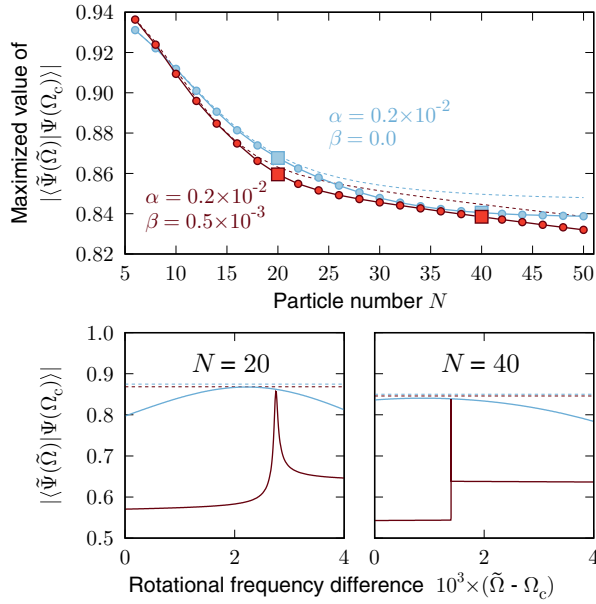 Maximized value of
|⟨Ψ̃(Ω̃)|Ψ(Ω_c)⟩|
0.94
0.92
0.90
0.88
0.86
0.84
0.82
α = 0.2×10⁻²
β = 0.0
α = 0.2×10⁻²
β = 0.5×10⁻³
5 10 15 20 25 30 35 40 45 50
Particle number N
|⟨Ψ̃(Ω̃)|Ψ(Ω_c)⟩|
1.0
0.9
0.8
0.7
0.6
0.5
N = 20
N = 40
0 2 4 0 2 4
Rotational frequency difference 10³×(Ω̃ - Ω_c)